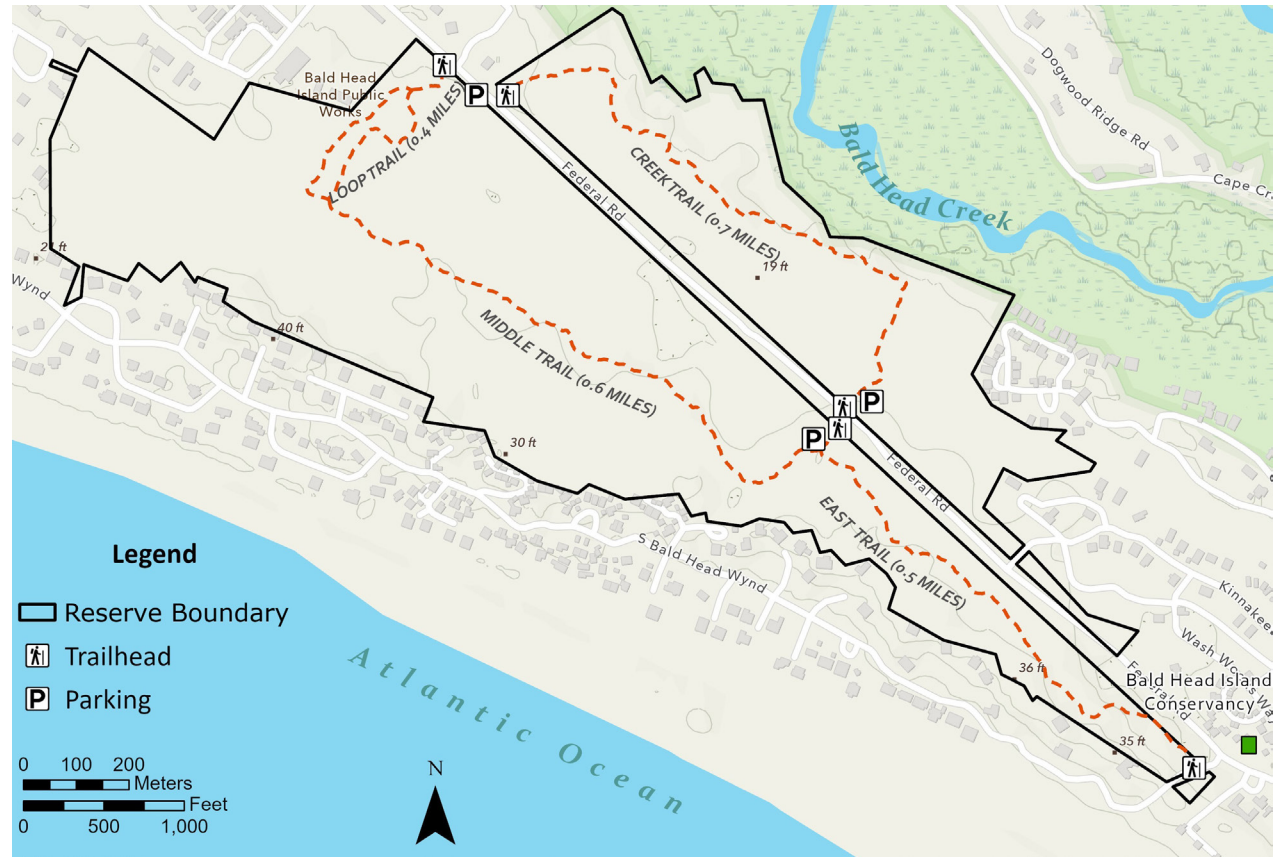 Bald Head
Island Public
Works
P
LOOP TRAIL (0.4 MILES)
Federal Rd
CREEK TRAIL (0.7 MILES)
Bald Head Creek
Dogwood Ridge Rd
Cape Cr
21 ft
Wynd
40 ft
19 ft
MIDDLE TRAIL (0.6 MILES)
30 ft
P
P
Federal Rd
EAST TRAIL (0.5 MILES)
S Bald Head Wynd
Kinnakee
Wash Woods Way
Federal Rd
36 ft
35 ft
Bald Head Island
Conservancy
Atlantic Ocean
Legend
Reserve Boundary
Trailhead
P Parking
0 100 200
Meters
Feet
0 500 1,000
N